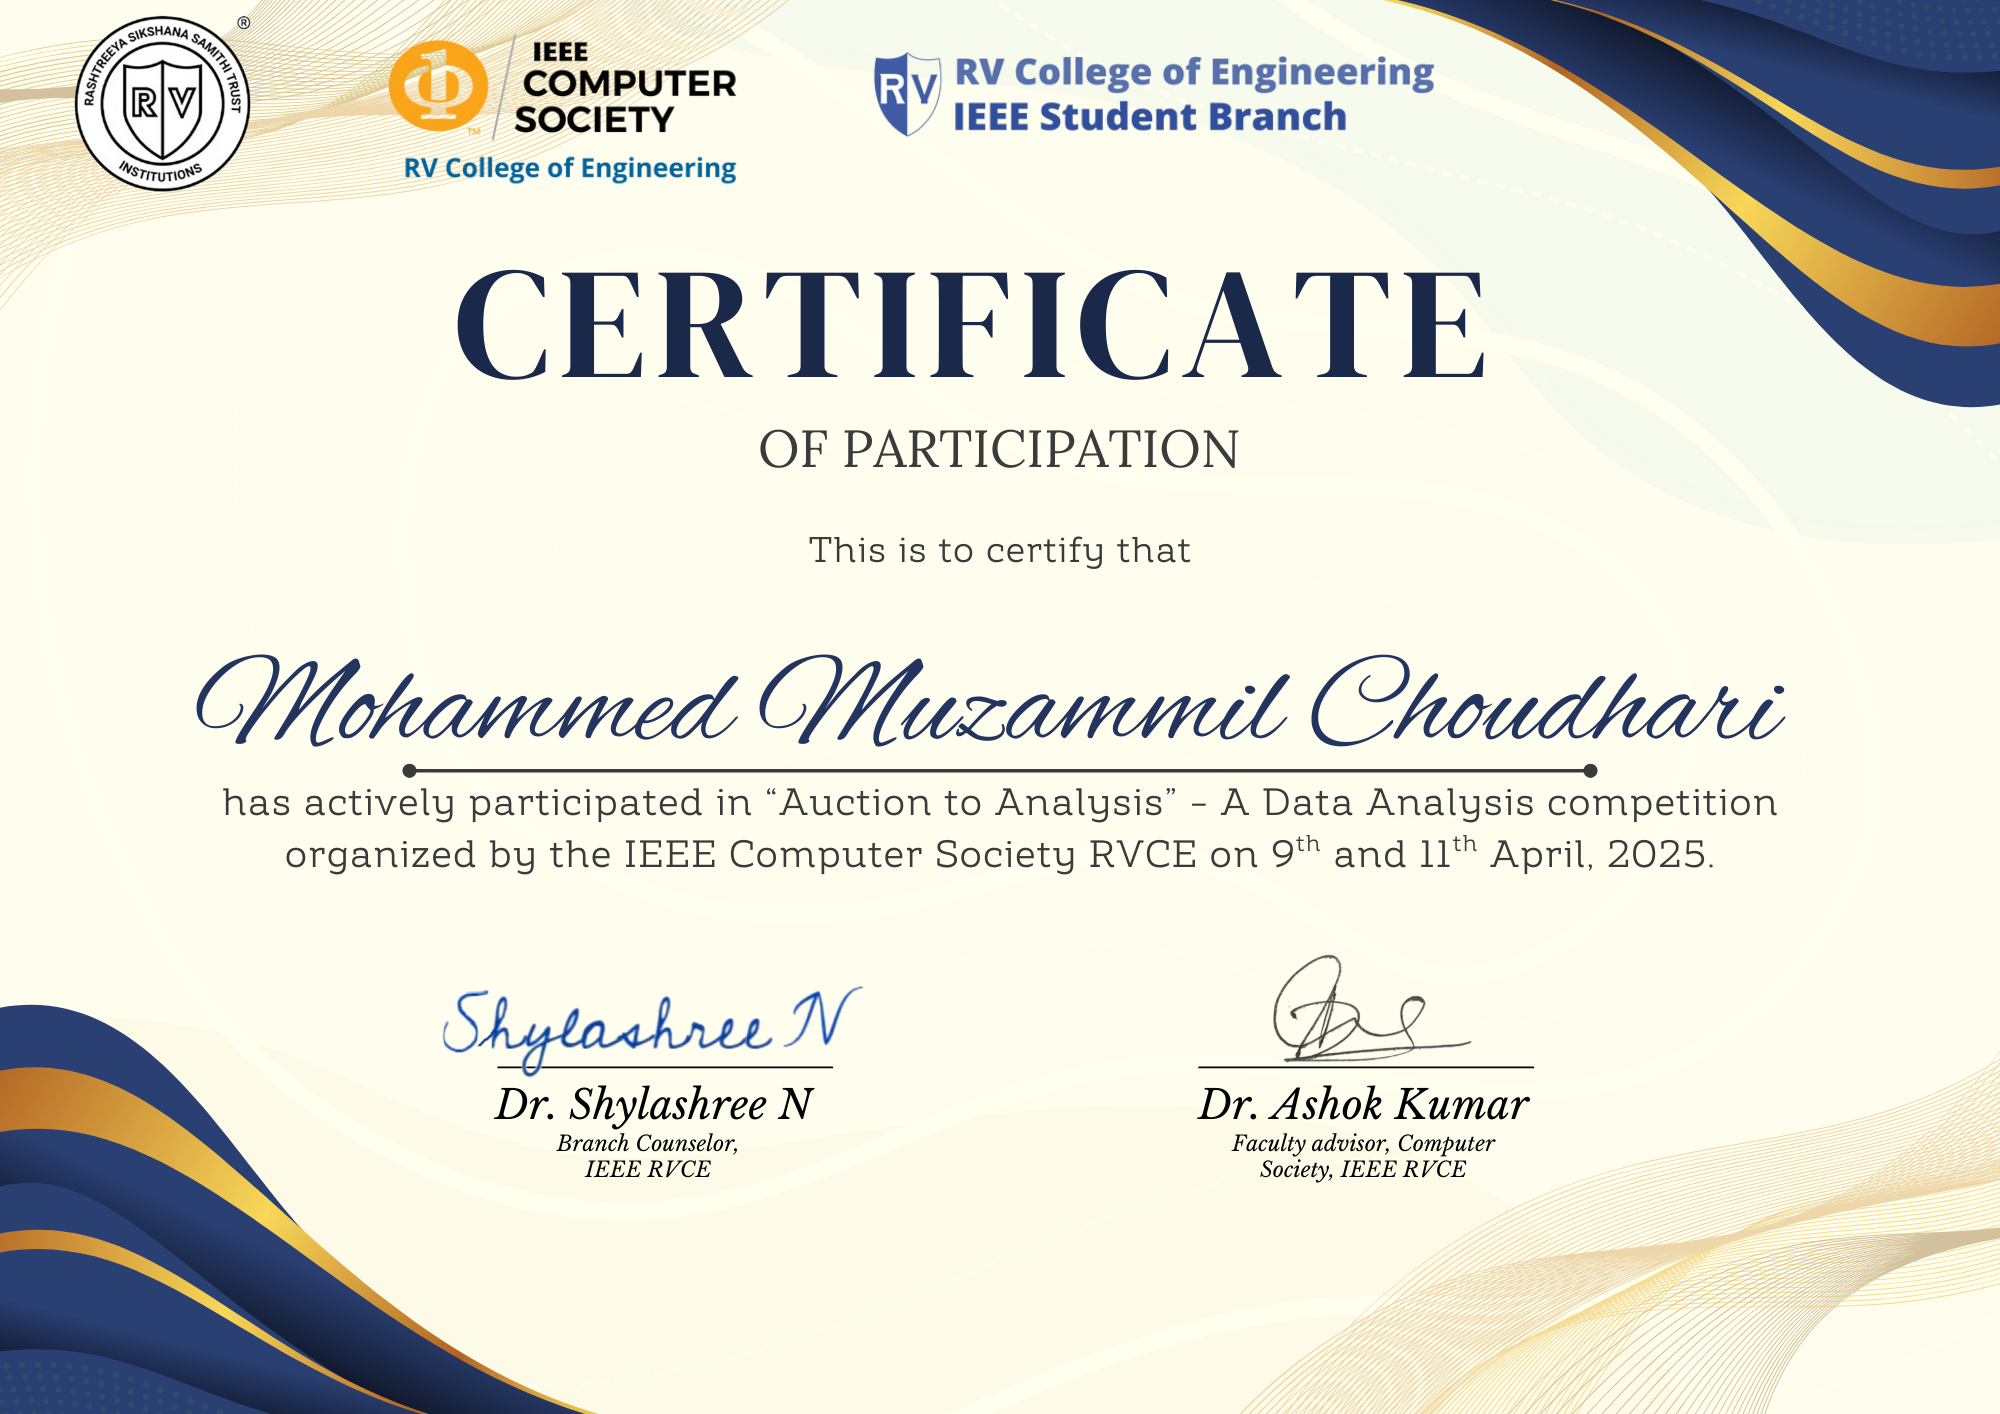 RASHTREEYA SIKSHANA SAMITHI TRUST
®
RV
INSTITUTIONS
IEEE
COMPUTER
SOCIETY
TM
RV College of Engineering
RV
RV College of Engineering
IEEE Student Branch
CERTIFICATE
OF PARTICIPATION
This is to certify that
Mohammed Muzammil Choudhari
has actively participated in “Auction to Analysis” - A Data Analysis competition
organized by the IEEE Computer Society RVCE on 9th and 11th April, 2025.
Shylashree N
Dr. Shylashree N
Branch Counselor,
IEEE RVCE
Dr. Ashok Kumar
Faculty advisor, Computer
Society, IEEE RVCE